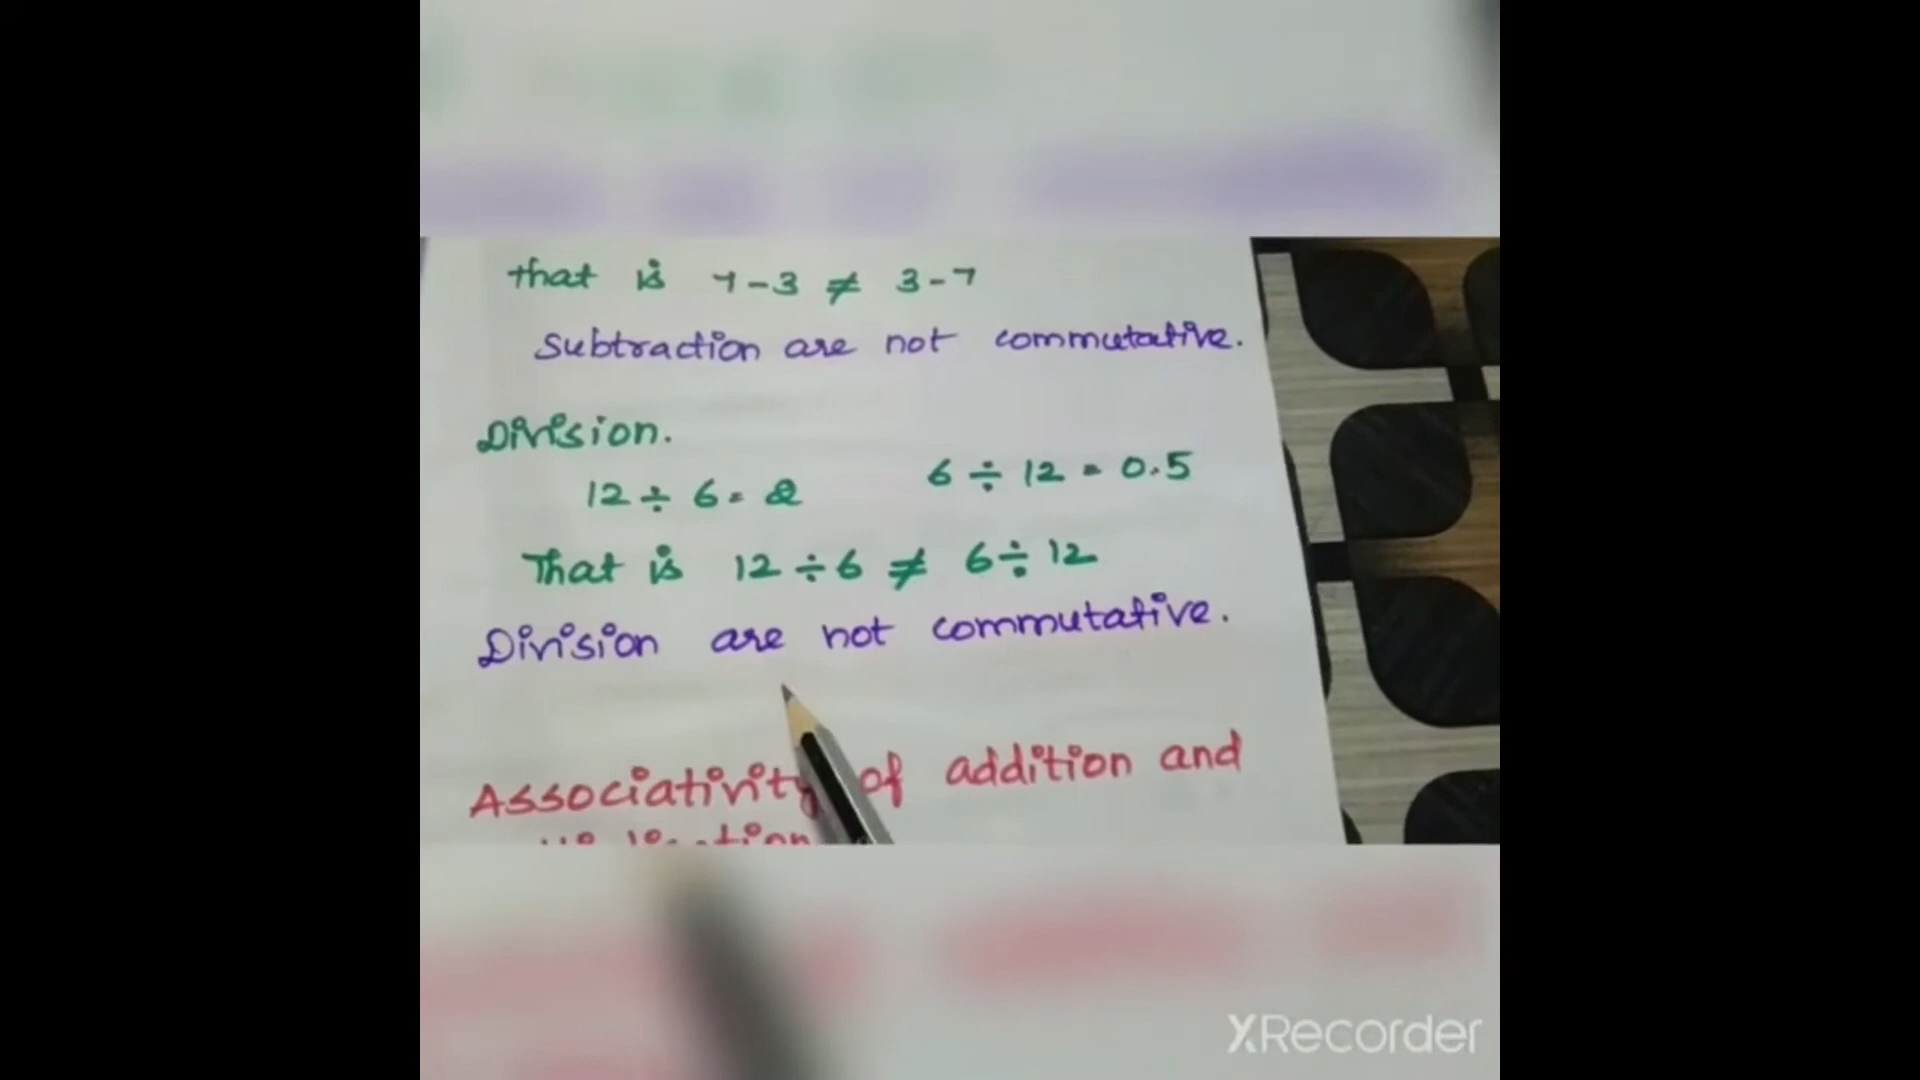 that is 7-3 ≠ 3-7
subtraction are not commutative.
Division.
12 ÷ 6 = 2 6 ÷ 12 = 0.5
That is 12 ÷ 6 ≠ 6 ÷ 12
Division are not commutative.
Associativity of addition and
XRecorder